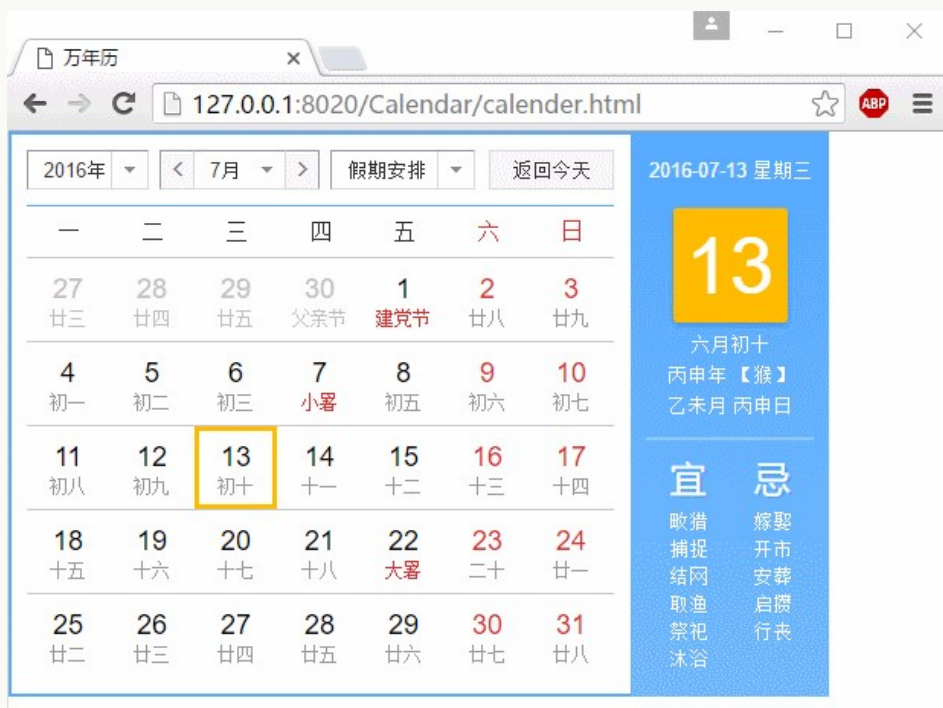 万年历
127.0.0.1:8020/Calendar/calender.html
ABP
2016年 7月 假期安排 返回今天
一 二 三 四 五 六 日
27 28 29 30 1 2 3
廿三 廿四 廿五 父亲节 建党节 廿八 廿九
4 5 6 7 8 9 10
初一 初二 初三 小署 初五 初六 初七
11 12 13 14 15 16 17
初八 初九 初十 十一 十二 十三 十四
18 19 20 21 22 23 24
十五 十六 十七 十八 大署 二十 廿一
25 26 27 28 29 30 31
廿二 廿三 廿四 廿五 廿六 廿七 廿八
2016-07-13 星期三
13
六月初十
丙申年【猴】
乙未月 丙申日
宜 忌
畋猎 嫁娶
捕捉 开市
结网 安葬
取渔 启攒
祭祀 行丧
沐浴